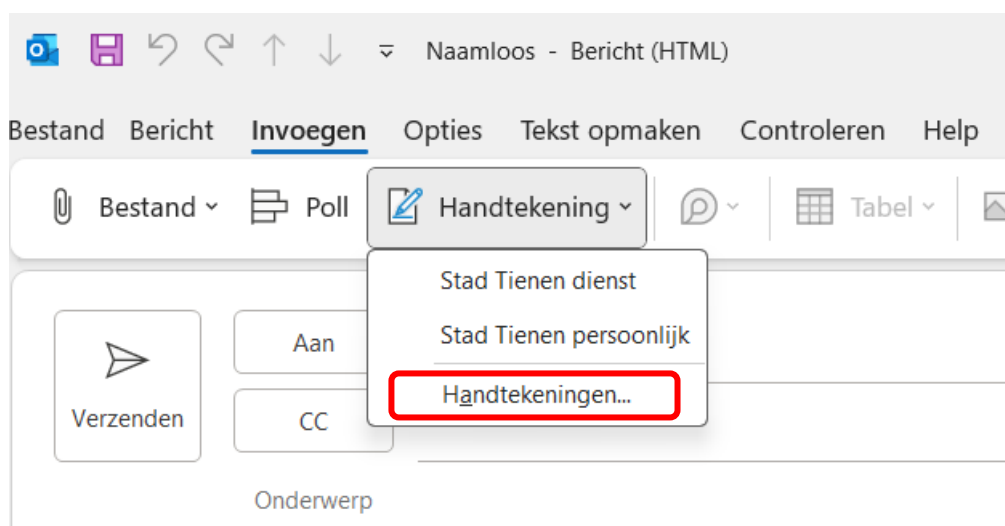 Naamloos - Bericht (HTML)
Bestand Bericht Invoegen Opties Tekst opmaken Controleren Help
Bestand Poll Handtekening Tabel
Stad Tienen dienst
Stad Tienen persoonlijk
Handtekeningen...
Verzenden
Aan
CC
Onderwerp